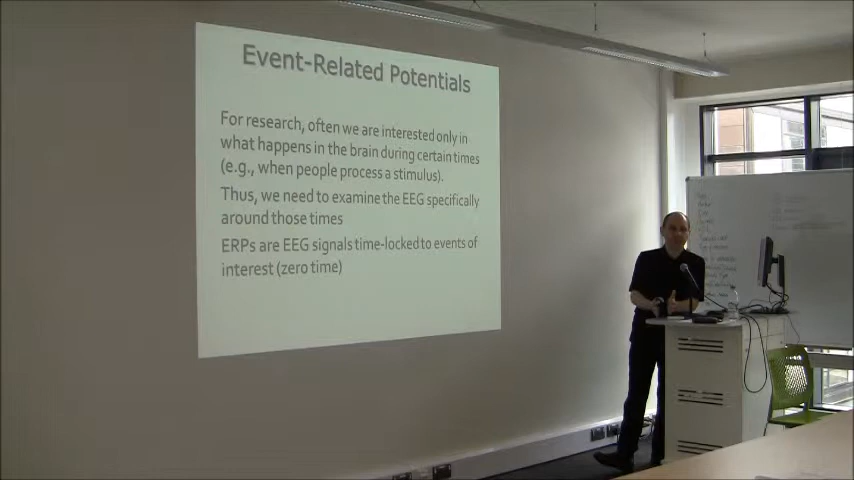 Event-Related Potentials
For research, often we are interested only in
what happens in the brain during certain times
(e.g., when people process a stimulus).
Thus, we need to examine the EEG specifically
around those times
ERPs are EEG signals time-locked to events of
interest (zero time)